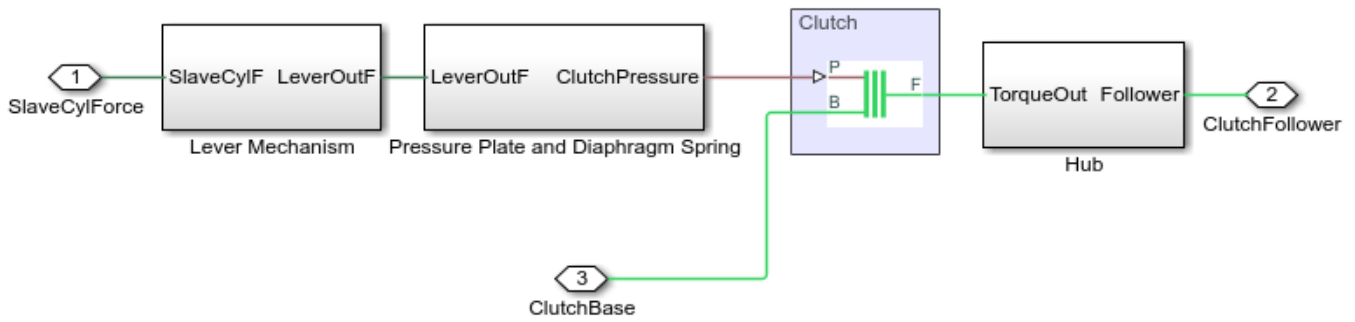 Clutch
1
SlaveCylForce
SlaveCylF LeverOutF
Lever Mechanism
LeverOutF ClutchPressure
Pressure Plate and Diaphragm Spring
P
B
F
TorqueOut Follower
Hub
2
ClutchFollower
3
ClutchBase